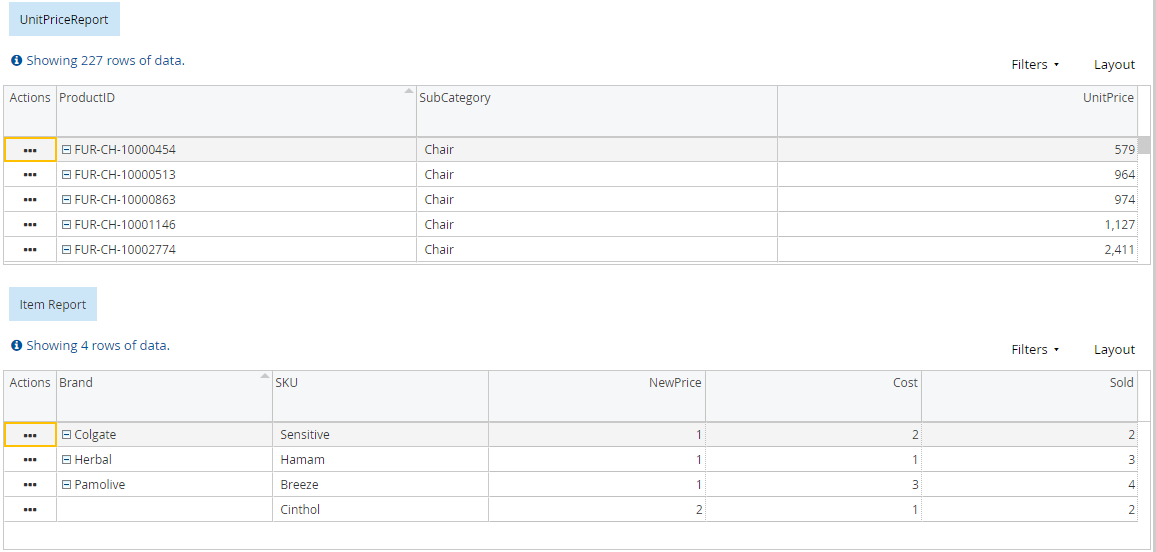 UnitPriceReport
Showing 227 rows of data.
Filters Layout
Actions ProductID SubCategory UnitPrice
FUR-CH-10000454 Chair 579
FUR-CH-10000513 Chair 964
FUR-CH-10000863 Chair 974
FUR-CH-10001146 Chair 1,127
FUR-CH-10002774 Chair 2,411
Item Report
Showing 4 rows of data.
Filters Layout
Actions Brand SKU NewPrice Cost Sold
Colgate Sensitive 1 2 2
Herbal Hamam 1 1 3
Pamolive Breeze 1 3 4
Cinthol 2 1 2